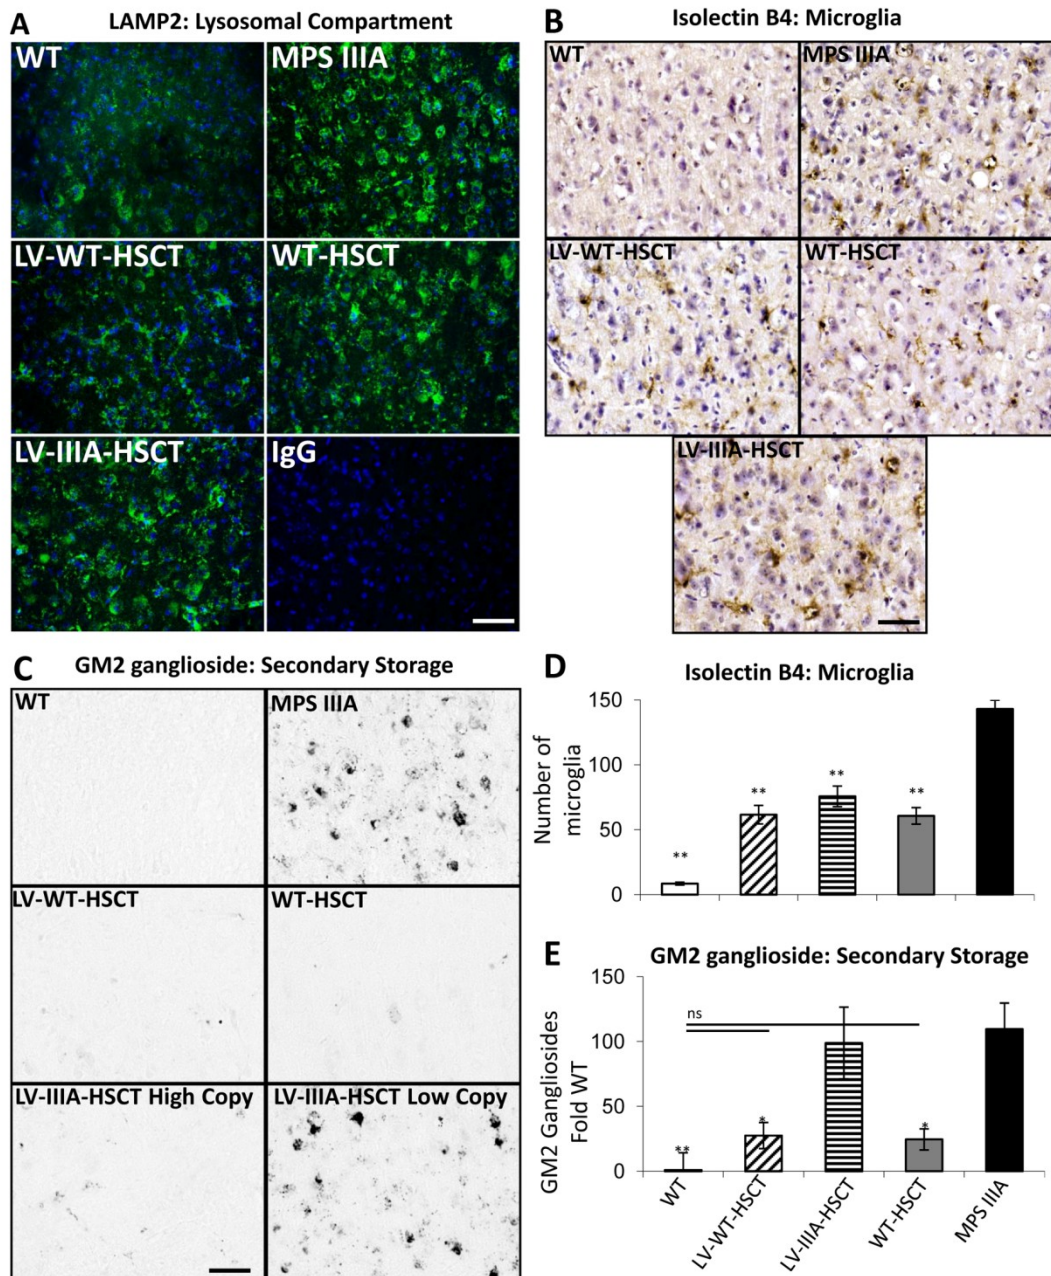 A LAMP2: Lysosomal Compartment
WT
MPS IIIA
LV-WT-HSCT
WT-HSCT
LV-IIIA-HSCT
IgG
B Isolectin B4: Microglia
WT
MPS IIIA
LV-WT-HSCT
WT-HSCT
LV-IIIA-HSCT
C GM2 ganglioside: Secondary Storage
WT
MPS IIIA
LV-WT-HSCT
WT-HSCT
LV-IIIA-HSCT High Copy
LV-IIIA-HSCT Low Copy
D Isolectin B4: Microglia
Number of
microglia
150
100
50
0
**
**
**
**
E GM2 ganglioside: Secondary Storage
GM2 Gangliosides
Fold WT
150
100
50
0
ns
**
*
*
WT
LV-WT-HSCT
LV-IIIA-HSCT
WT-HSCT
MPS IIIA